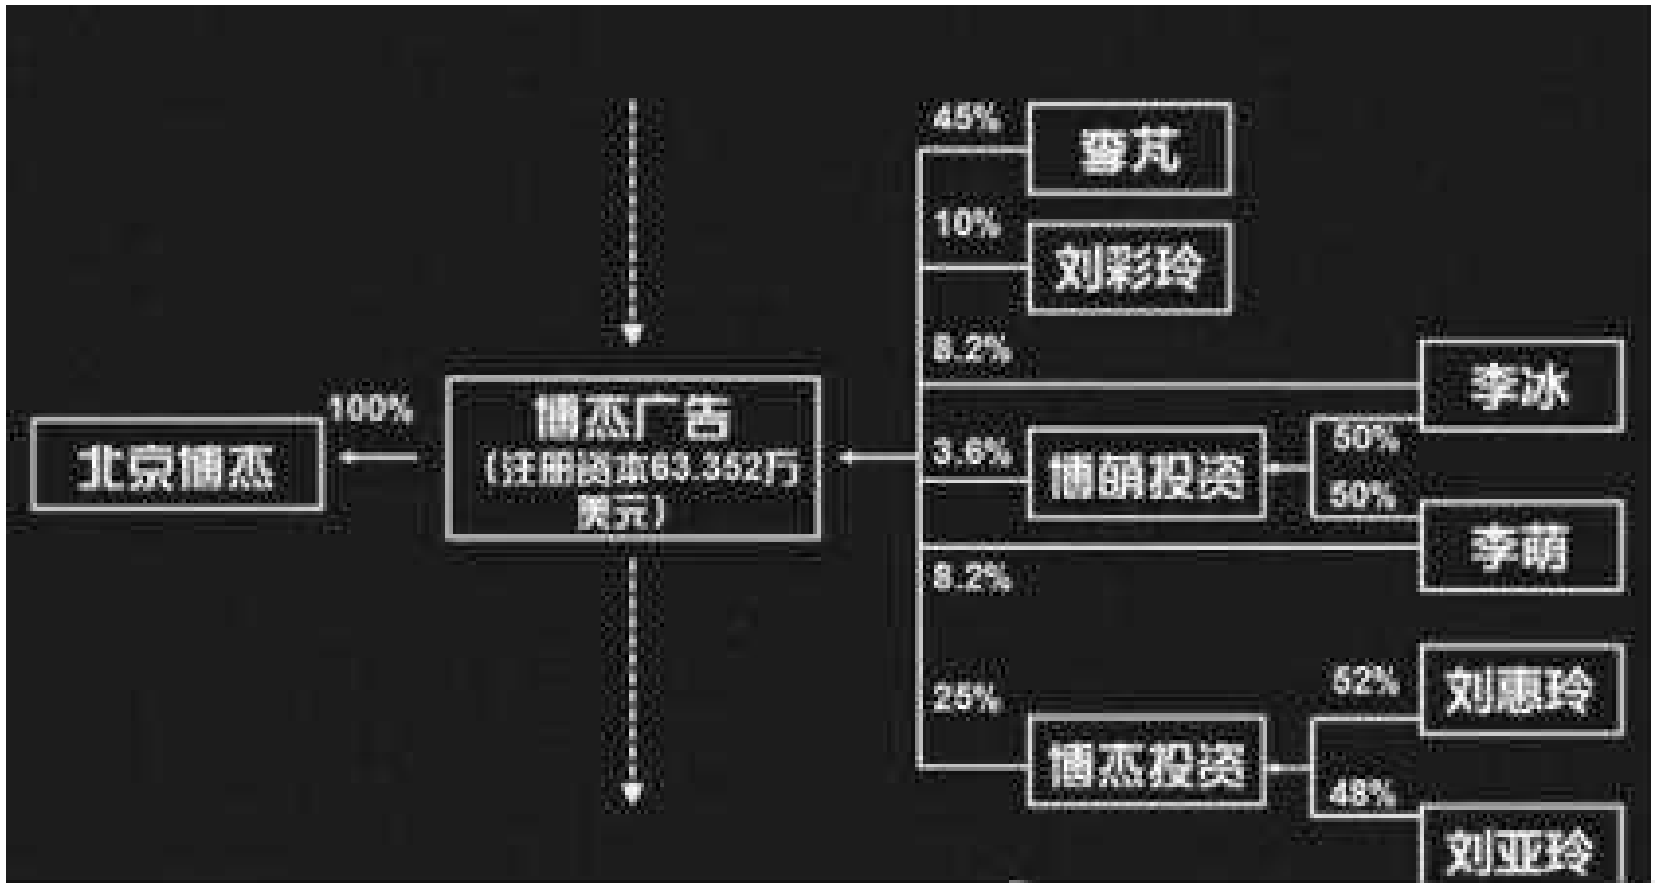 45%
李芃
10%
刘彩玲
8.2%
李冰
100%
北京博杰
博杰广告
(注册资本63.352万
美元)
3.6%
博萌投资
50%
50%
李萌
8.2%
52%
刘惠玲
25%
博杰投资
48%
刘亚玲